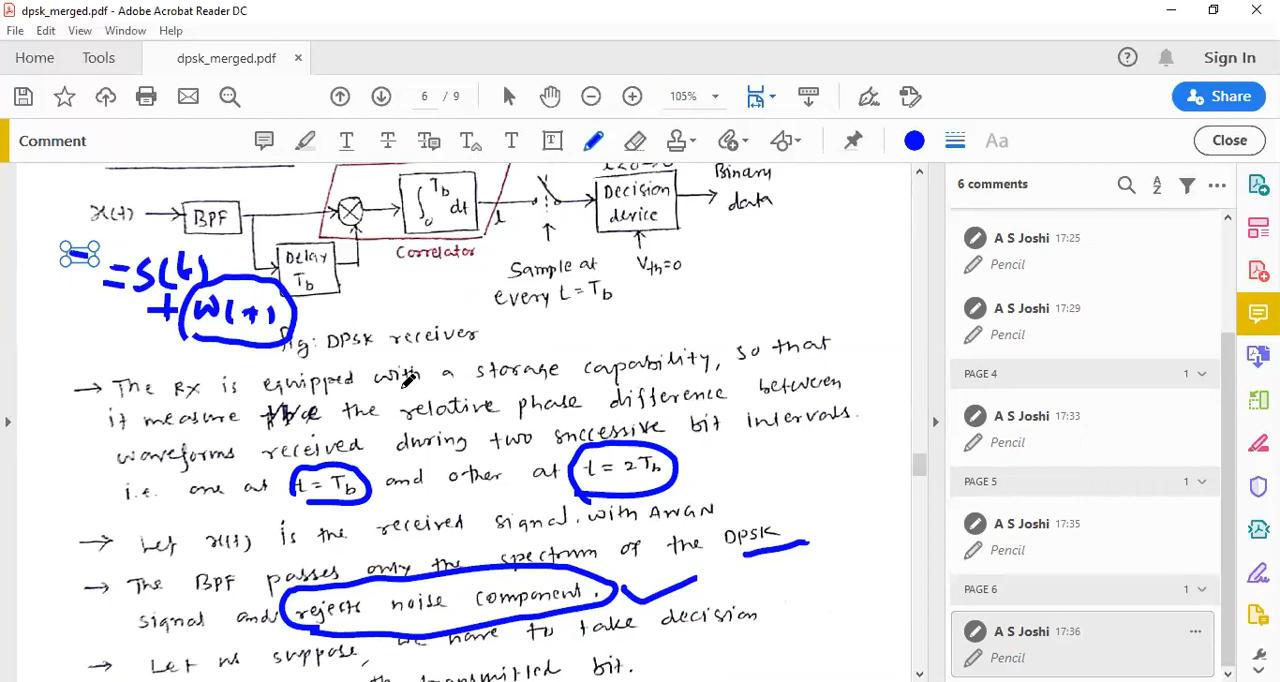 dpsk_merged.pdf - Adobe Acrobat Reader DC
File Edit View Window Help
Home Tools dpsk_merged.pdf × Sign In
6 / 9 105% Share
Comment Aa Close
x(t) BPF
Delay
Tb
∫ Tb 0 dt
Correlator
l
Sample at
every t = Tb
Decision
device
Vth=0
Binary
data
= s(t)
+ w(t)
Fig: DPSK receiver
→ The RX is equipped with a storage capability, so that
it measure the relative phase difference between
waveforms received during two successive bit intervals.
i.e. one at t = Tb and other at t = 2Tb
→ Let x(t) is the received signal with AWGN
→ The BPF passes only the spectrum of the DPSK
signal and rejects noise component.
→ Let us suppose, we have to take decision
transmitted bit.
6 comments
A S Joshi 17:25
Pencil
A S Joshi 17:29
Pencil
PAGE 4 1
A S Joshi 17:33
Pencil
PAGE 5 1
A S Joshi 17:35
Pencil
PAGE 6 1
A S Joshi 17:36
Pencil